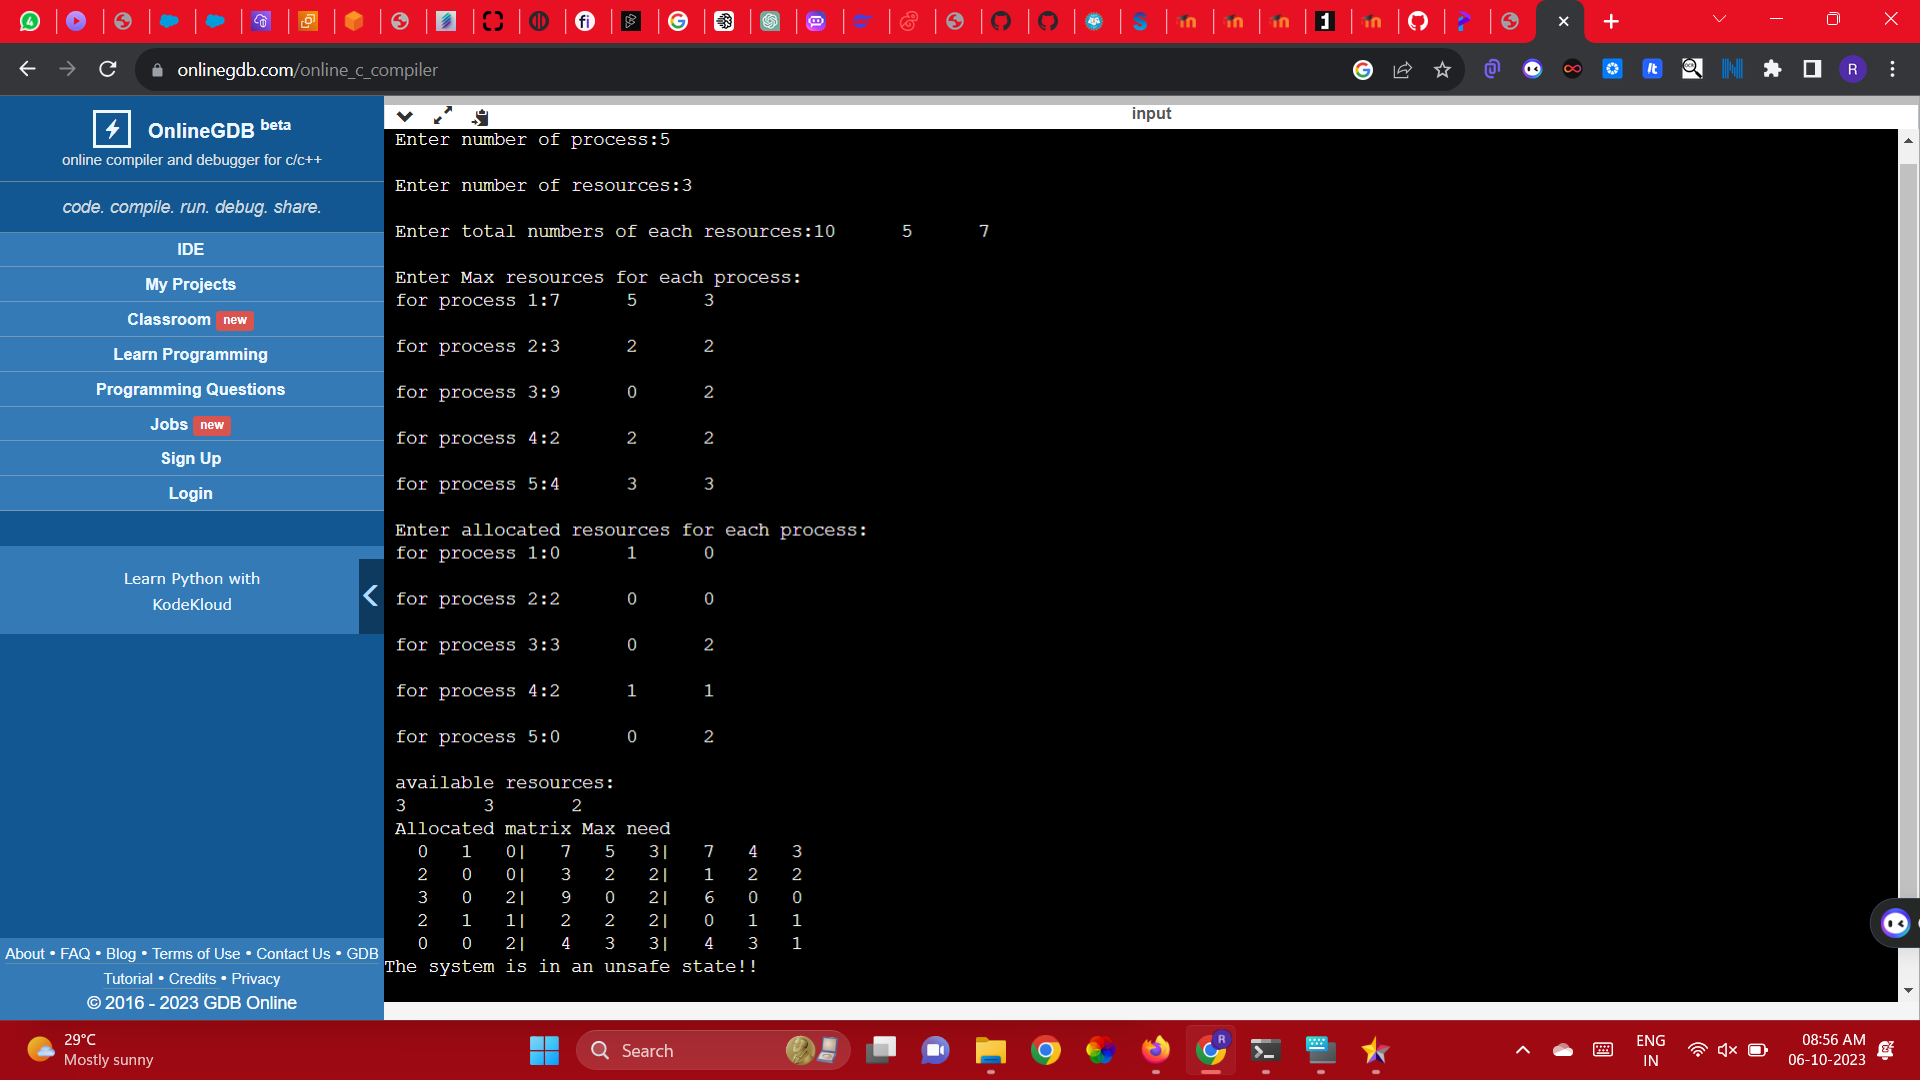 onlinegdb.com/online_c_compiler
R
OnlineGDB beta
online compiler and debugger for c/c++
code. compile. run. debug. share.
IDE
My Projects
Classroom new
Learn Programming
Programming Questions
Jobs new
Sign Up
Login
Learn Python with
KodeKloud
About • FAQ • Blog • Terms of Use • Contact Us • GDB
Tutorial • Credits • Privacy
© 2016 - 2023 GDB Online
input
Enter number of process:5
Enter number of resources:3
Enter total numbers of each resources:10 5 7
Enter Max resources for each process:
for process 1:7 5 3
for process 2:3 2 2
for process 3:9 0 2
for process 4:2 2 2
for process 5:4 3 3
Enter allocated resources for each process:
for process 1:0 1 0
for process 2:2 0 0
for process 3:3 0 2
for process 4:2 1 1
for process 5:0 0 2
available resources:
3 3 2
Allocated matrix Max need
0 1 0| 7 5 3| 7 4 3
2 0 0| 3 2 2| 1 2 2
3 0 2| 9 0 2| 6 0 0
2 1 1| 2 2 2| 0 1 1
0 0 2| 4 3 3| 4 3 1
The system is in an unsafe state!!
29°C
Mostly sunny
Search
ENG
IN
08:56 AM
06-10-2023